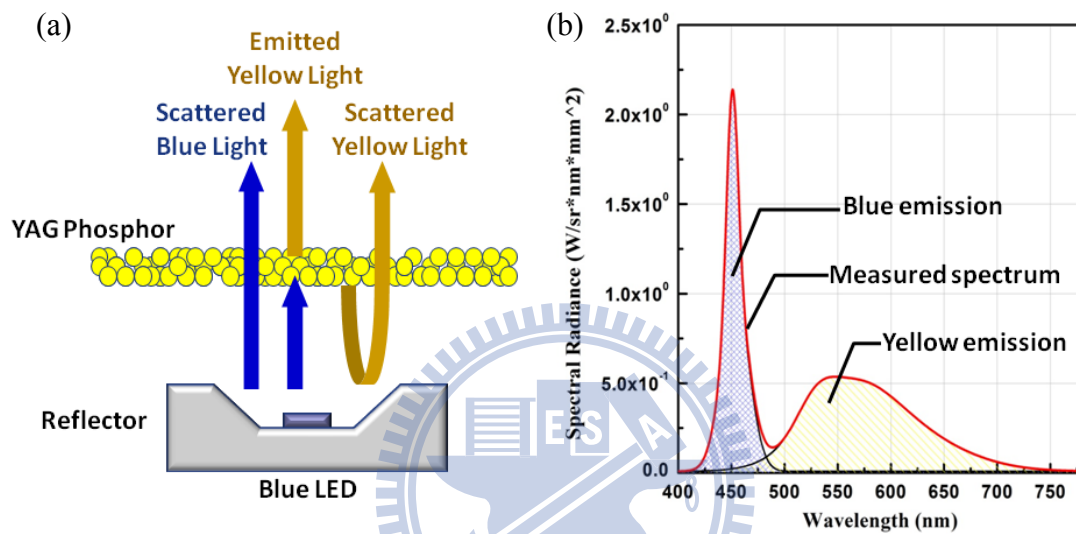 (a)
Emitted
Yellow Light
Scattered
Blue Light
Scattered
Yellow Light
YAG Phosphor
Reflector
Blue LED
(b)
Spectral Radiance (W/sr*nm*mm^2)
2.5x10⁰
2.0x10⁰
1.5x10⁰
1.0x10⁰
5.0x10⁻¹
0.0
Blue emission
Measured spectrum
Yellow emission
400 450 500 550 600 650 700 750
Wavelength (nm)
ES
A